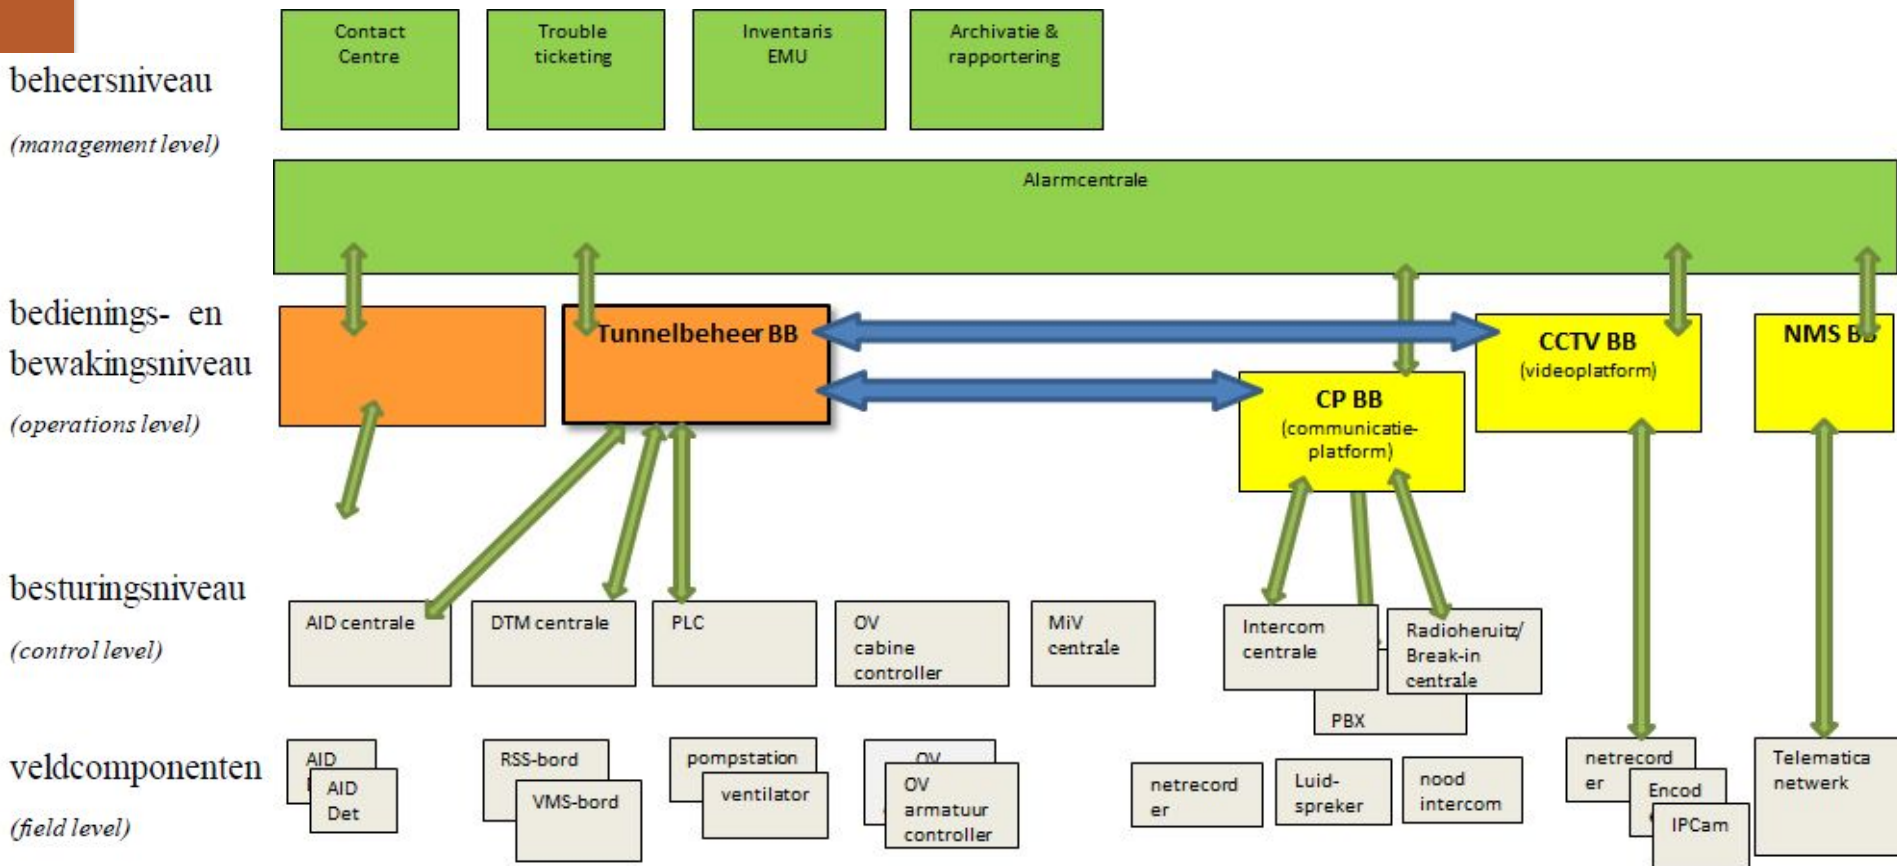 beheersniveau
(management level)
Contact
Centre
Trouble
ticketing
Inventaris
EMU
Archivatie &
rapportering
Alarmcentrale
bedienings- en
bewakingsniveau
(operations level)
Tunnelbeheer BB
CP BB
(communicatie-
platform)
CCTV BB
(videoplatform)
NMS BB
besturingsniveau
(control level)
AID centrale
DTM centrale
PLC
OV
cabine
controller
MiV
centrale
Intercom
centrale
PBX
Radioheruitz/
Break-in
centrale
veldcomponenten
(field level)
AID
AID
Det
RSS-bord
VMS-bord
pompstation
ventilator
OV
OV
armatuur
controller
netrecord
er
Luid-
spreker
nood
intercom
netrecord
er
Encod
IPCam
Telematica
netwerk